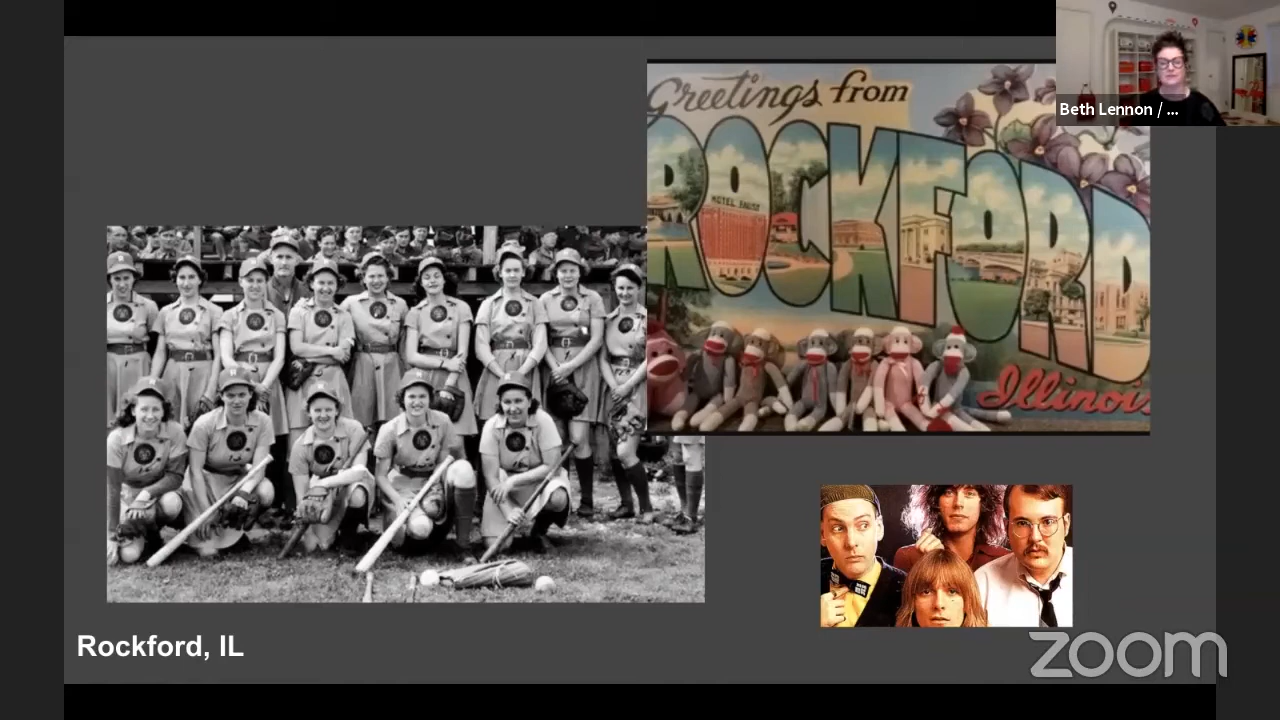 Greetings from
ROCKFORD
HOTEL FAUST
Illinois
Beth Lennon / ...
Rockford, IL
zoom